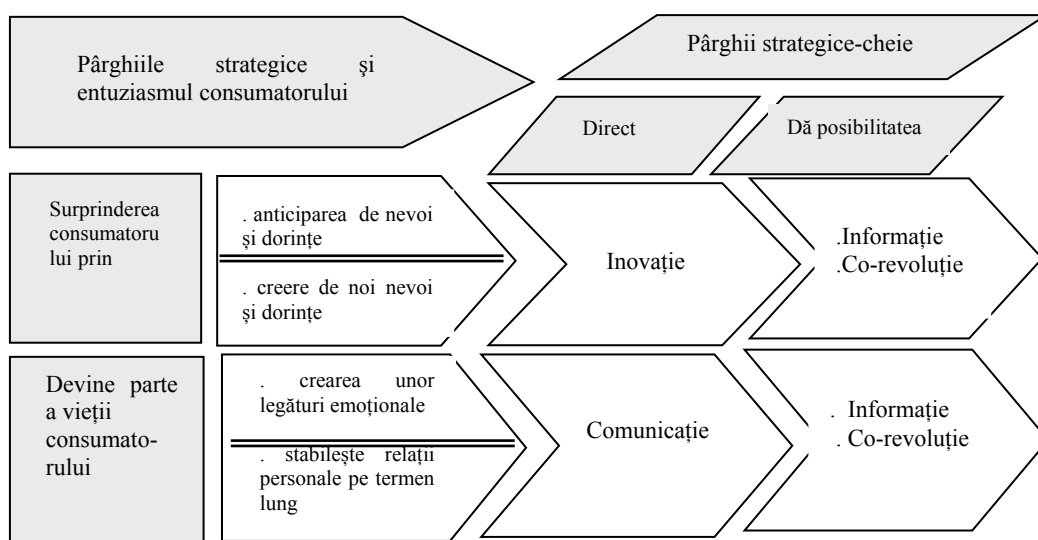 Pârghiile strategice şi
entuziasmul consumatorului
Pârghii strategice-cheie
Direct
Dă posibilitatea
Surprinderea
consumatoru
lui prin
. anticiparea de nevoi
și dorințe
. creere de noi nevoi
și dorințe
Inovație
.Informație
.Co-revoluție
Devine parte
a vieții
consumato-
rului
. crearea unor
legături emoționale
. stabilește relații
personale pe termen
lung
Comunicație
. Informație
. Co-revoluție